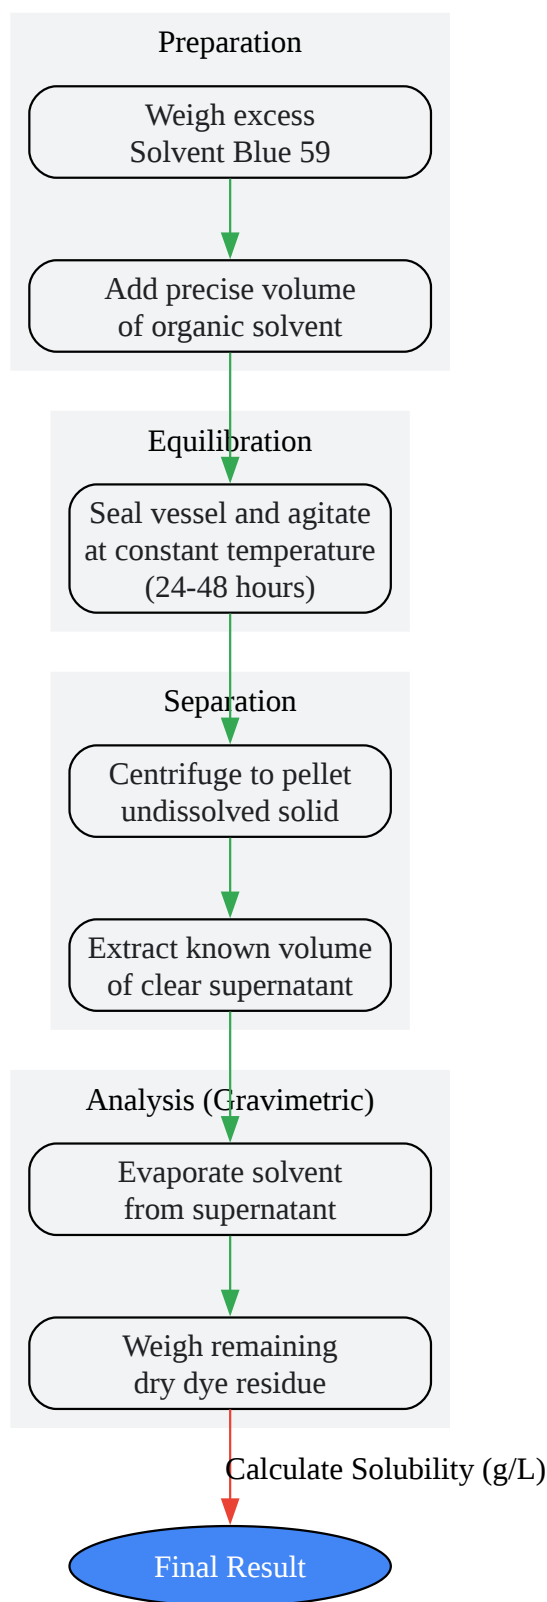 Preparation
Weigh excess
Solvent Blue 59
Add precise volume
of organic solvent
Equilibration
Seal vessel and agitate
at constant temperature
(24-48 hours)
Separation
Centrifuge to pellet
undissolved solid
Extract known volume
of clear supernatant
Analysis (Gravimetric)
Evaporate solvent
from supernatant
Weigh remaining
dry dye residue
Calculate Solubility (g/L)
Final Result